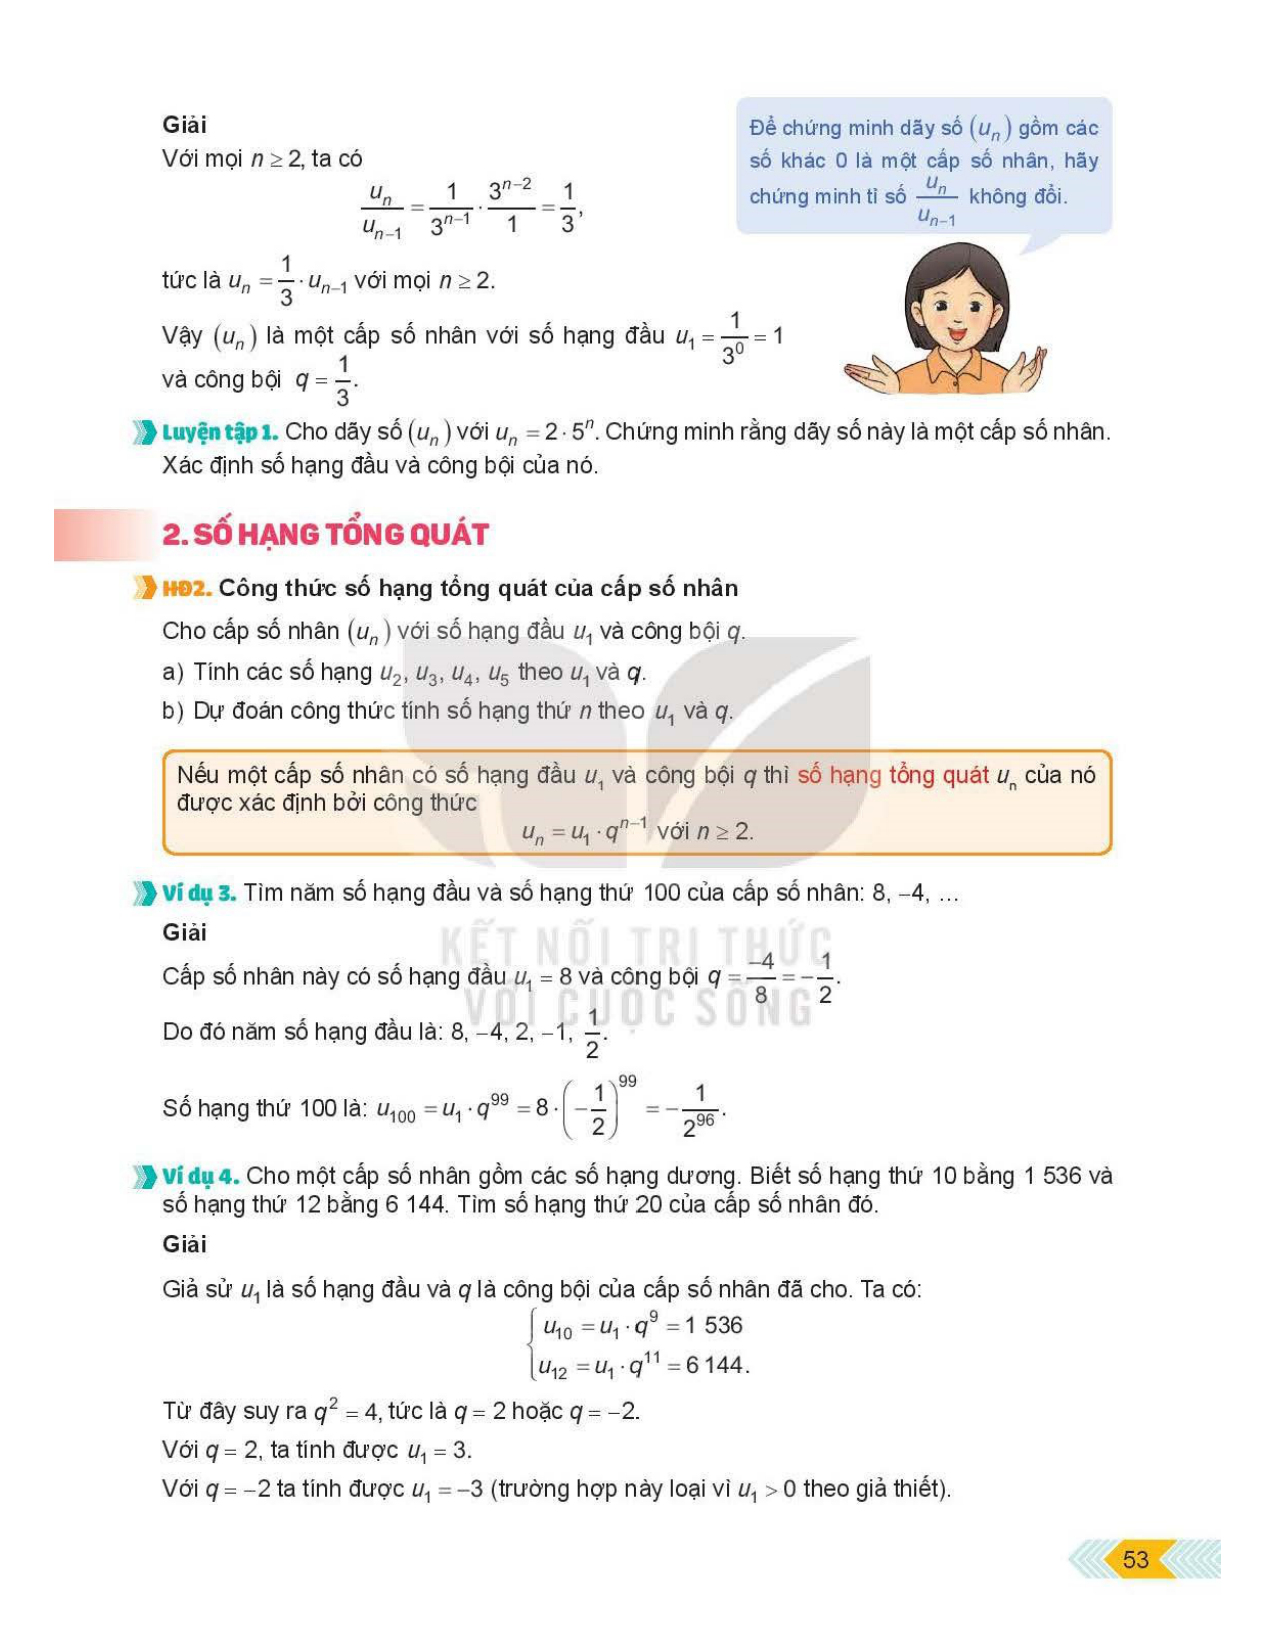 Giải
Với mọi n ≥ 2, ta có
uₙ/uₙ₋₁ = 1/3ⁿ⁻¹ · 3ⁿ⁻²/1 = 1/3,
tức là uₙ = 1/3 · uₙ₋₁ với mọi n ≥ 2.
Vậy (uₙ) là một cấp số nhân với số hạng đầu u₁ = 1/3⁰ = 1
và công bội q = 1/3.
Để chứng minh dãy số (uₙ) gồm các
số khác 0 là một cấp số nhân, hãy
chứng minh tỉ số uₙ/uₙ₋₁ không đổi.
Luyện tập 1. Cho dãy số (uₙ) với uₙ = 2 · 5ⁿ. Chứng minh rằng dãy số này là một cấp số nhân.
Xác định số hạng đầu và công bội của nó.
2. SỐ HẠNG TỔNG QUÁT
HĐ2. Công thức số hạng tổng quát của cấp số nhân
Cho cấp số nhân (uₙ) với số hạng đầu u₁ và công bội q.
a) Tính các số hạng u₂, u₃, u₄, u₅ theo u₁ và q.
b) Dự đoán công thức tính số hạng thứ n theo u₁ và q.
Nếu một cấp số nhân có số hạng đầu u₁ và công bội q thì số hạng tổng quát uₙ của nó
được xác định bởi công thức
uₙ = u₁ · qⁿ⁻¹ với n ≥ 2.
Ví dụ 3. Tìm năm số hạng đầu và số hạng thứ 100 của cấp số nhân: 8, –4, ...
Giải
KẾT NỐI TRI THỨC
Cấp số nhân này có số hạng đầu u₁ = 8 và công bội q = –4/8 = –1/2.
VỚI CUỘC SỐNG
Do đó năm số hạng đầu là: 8, –4, 2, –1, 1/2.
Số hạng thứ 100 là: u₁₀₀ = u₁ · q⁹⁹ = 8 · (–1/2)⁹⁹ = –1/2⁹⁶.
Ví dụ 4. Cho một cấp số nhân gồm các số hạng dương. Biết số hạng thứ 10 bằng 1 536 và
số hạng thứ 12 bằng 6 144. Tìm số hạng thứ 20 của cấp số nhân đó.
Giải
Giả sử u₁ là số hạng đầu và q là công bội của cấp số nhân đã cho. Ta có:
u₁₀ = u₁ · q⁹ = 1 536
u₁₂ = u₁ · q¹¹ = 6 144.
Từ đây suy ra q² = 4, tức là q = 2 hoặc q = –2.
Với q = 2, ta tính được u₁ = 3.
Với q = –2 ta tính được u₁ = –3 (trường hợp này loại vì u₁ > 0 theo giả thiết).
53